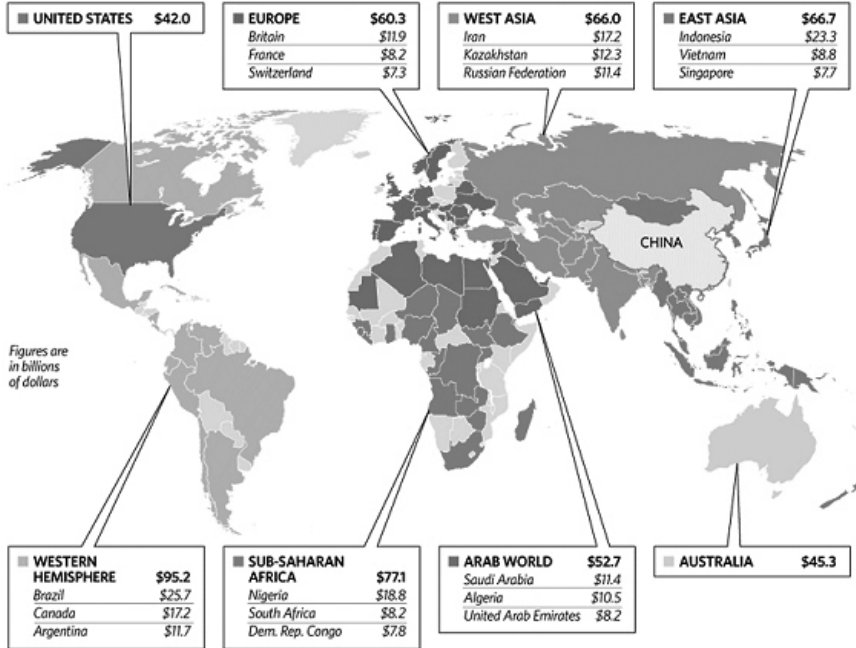 UNITED STATES $42.0
EUROPE $60.3
Britain $11.9
France $8.2
Switzerland $7.3
WEST ASIA $66.0
Iran $17.2
Kazakhstan $12.3
Russian Federation $11.4
EAST ASIA $66.7
Indonesia $23.3
Vietnam $8.8
Singapore $7.7
CHINA
Figures are
in billions
of dollars
WESTERN
HEMISPHERE $95.2
Brazil $25.7
Canada $17.2
Argentina $11.7
SUB-SAHARAN
AFRICA $77.1
Nigeria $18.8
South Africa $8.2
Dem. Rep. Congo $7.8
ARAB WORLD $52.7
Saudi Arabia $11.4
Algeria $10.5
United Arab Emirates $8.2
AUSTRALIA $45.3